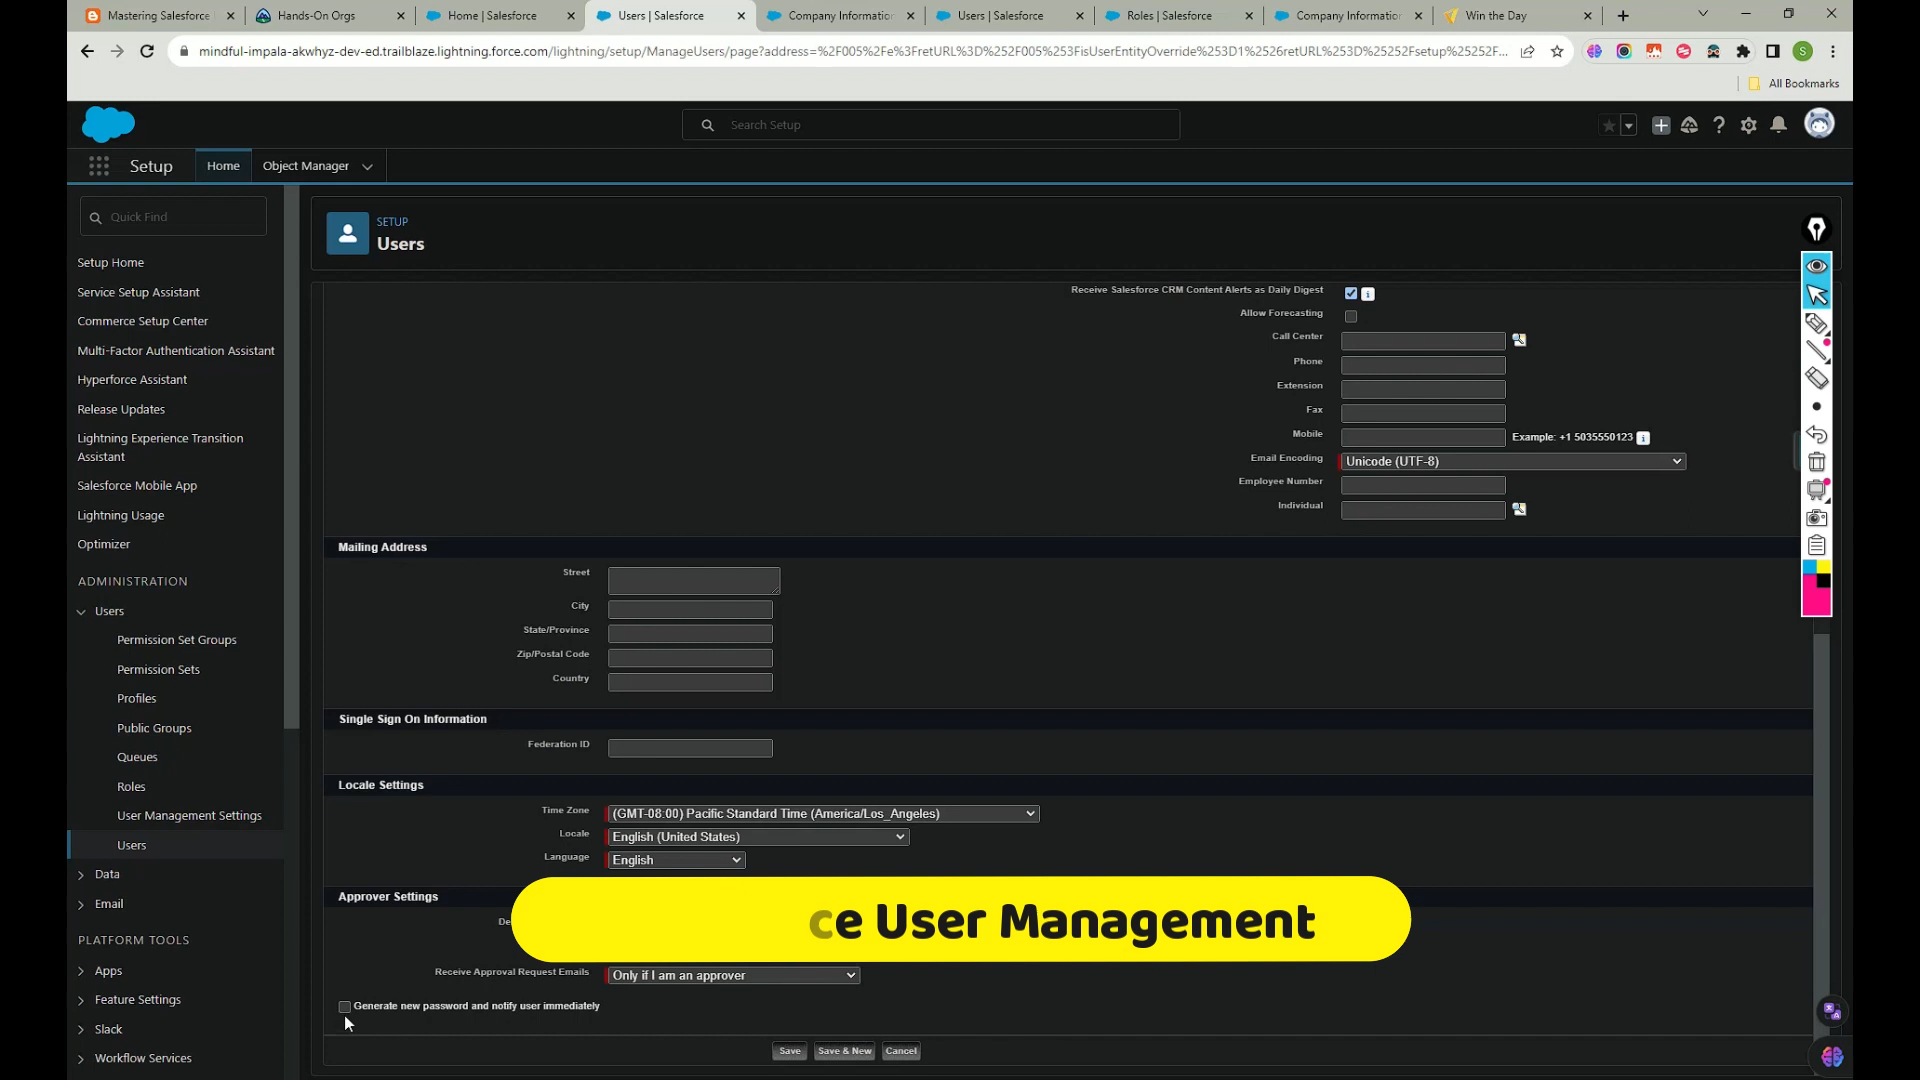 Mastering Salesforce
Hands-On Orgs
Home | Salesforce
Users | Salesforce
Company Information
Users | Salesforce
Roles | Salesforce
Company Information
Win the Day
mindful-impala-akwhyz-dev-ed.trailblaze.lightning.force.com/lightning/setup/ManageUsers/page?address=%2F005%2Fe%3FretURL%3D%252F005%253FisUserEntityOverride%253D1%2526retURL%253D%25252Fsetup%25252F...
S
All Bookmarks
Search Setup
Setup
Home
Object Manager
Quick Find
Setup Home
Service Setup Assistant
Commerce Setup Center
Multi-Factor Authentication Assistant
Hyperforce Assistant
Release Updates
Lightning Experience Transition
Assistant
Salesforce Mobile App
Lightning Usage
Optimizer
ADMINISTRATION
Users
Permission Set Groups
Permission Sets
Profiles
Public Groups
Queues
Roles
User Management Settings
Users
Data
Email
PLATFORM TOOLS
Apps
Feature Settings
Slack
Workflow Services
SETUP
Users
Receive Salesforce CRM Content Alerts as Daily Digest
Allow Forecasting
Call Center
Phone
Extension
Fax
Mobile Example: +1 5035550123
Email Encoding Unicode (UTF-8)
Employee Number
Individual
Mailing Address
Street
City
State/Province
Zip/Postal Code
Country
Single Sign On Information
Federation ID
Locale Settings
Time Zone (GMT-08:00) Pacific Standard Time (America/Los_Angeles)
Locale English (United States)
Language English
Approver Settings
De
ce User Management
Receive Approval Request Emails Only if I am an approver
Generate new password and notify user immediately
Save Save & New Cancel